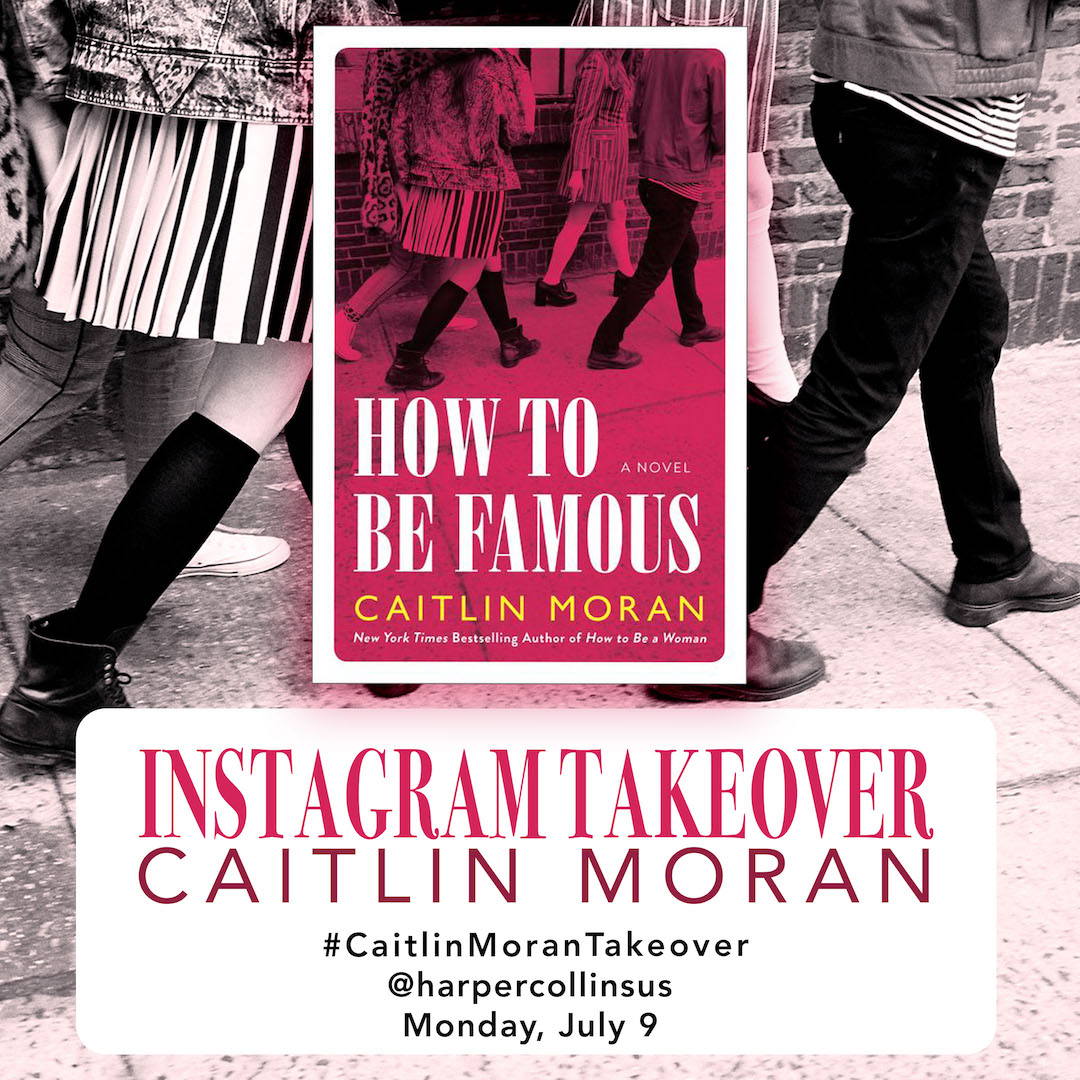 HOW TO
A NOVEL
BE FAMOUS
CAITLIN MORAN
New York Times Bestselling Author of How to Be a Woman
INSTAGRAM TAKEOVER
CAITLIN MORAN
#CaitlinMoranTakeover
@harpercollinsus
Monday, July 9